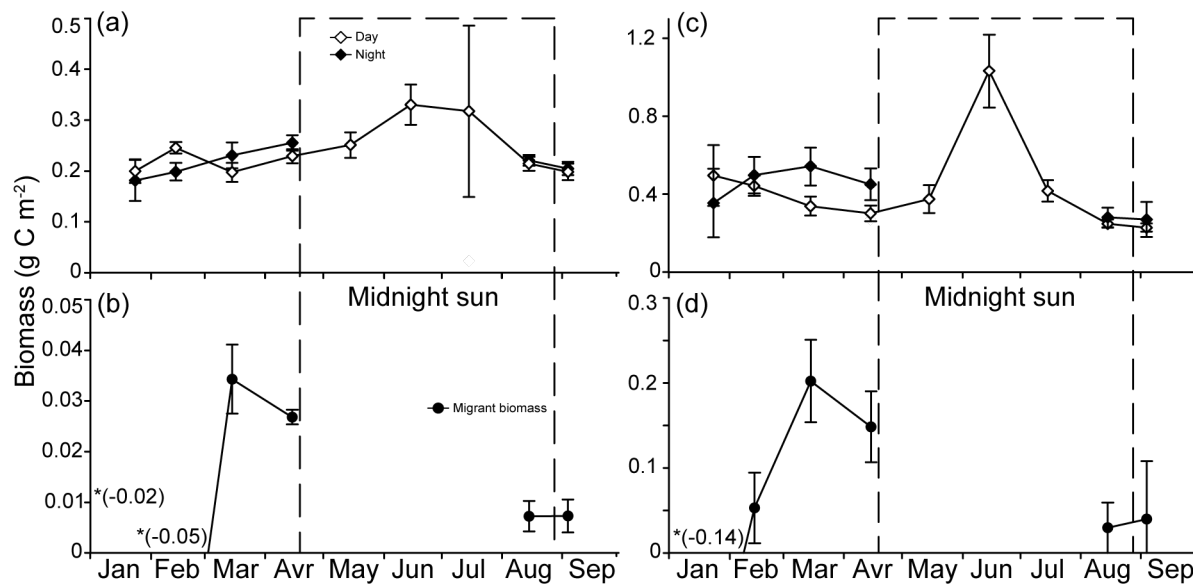 (a)
Day
Night
0.5
0.4
0.3
0.2
0.1
0
Biomass (g C m-2)
(c)
1.2
0.8
0.4
0
Midnight sun
Midnight sun
(b)
0.05
0.04
0.03
0.02
0.01
0
Migrant biomass
*(-0.02)
*(-0.05)
(d)
0.3
0.2
0.1
0
*(-0.14)
Jan Feb Mar Avr May Jun Jul Aug Sep
Jan Feb Mar Avr May Jun Jul Aug Sep